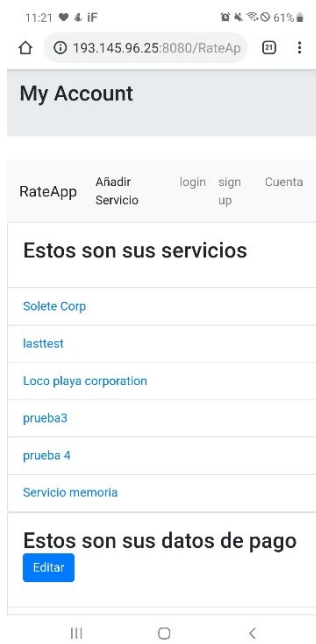 11:21 iF 61%
193.145.96.25:8080/RateAp 21
My Account
RateApp Añadir Servicio login sign up Cuenta
Estos son sus servicios
Solete Corp
lasttest
Loco playa corporation
prueba3
prueba 4
Servicio memoria
Estos son sus datos de pago
Editar